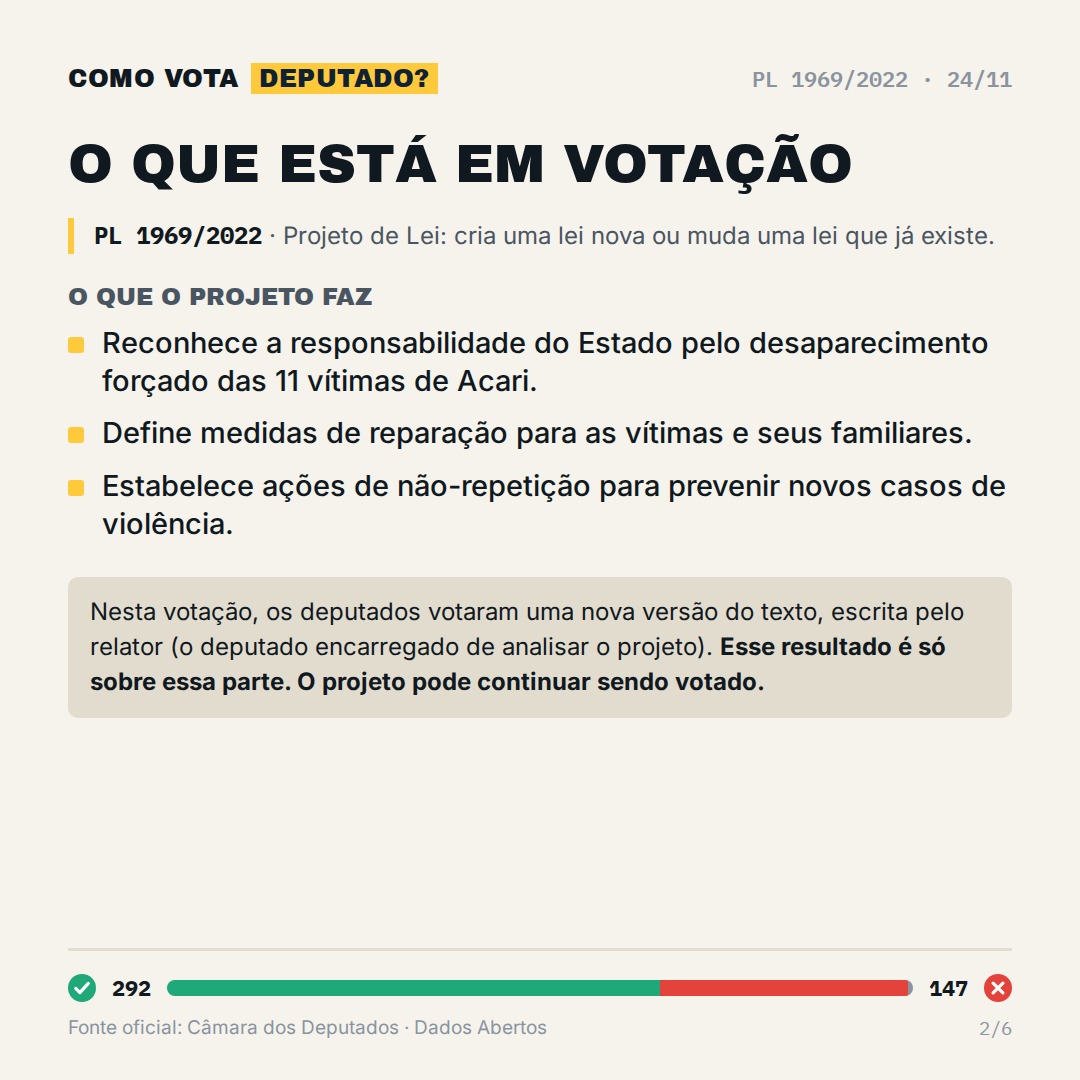 COMO VOTA DEPUTADO?
PL 1969/2022 · 24/11
O QUE ESTÁ EM VOTAÇÃO
PL 1969/2022 · Projeto de Lei: cria uma lei nova ou muda uma lei que já existe.
O QUE O PROJETO FAZ
Reconhece a responsabilidade do Estado pelo desaparecimento
forçado das 11 vítimas de Acari.
Define medidas de reparação para as vítimas e seus familiares.
Estabelece ações de não-repetição para prevenir novos casos de
violência.
Nesta votação, os deputados votaram uma nova versão do texto, escrita pelo
relator (o deputado encarregado de analisar o projeto). Esse resultado é só
sobre essa parte. O projeto pode continuar sendo votado.
292
147
Fonte oficial: Câmara dos Deputados · Dados Abertos
2/6